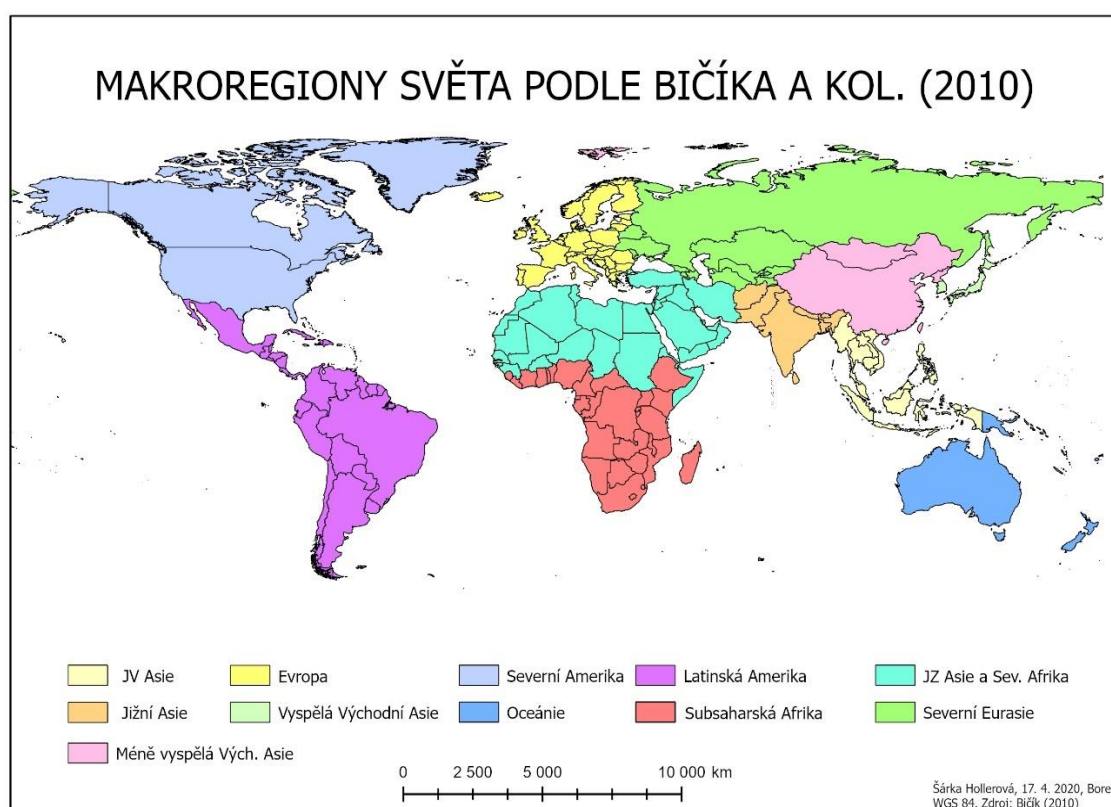 MAKROREGIONY SVĚTA PODLE BIČÍKA A KOL. (2010)
JV Asie
Evropa
Severní Amerika
Latinská Amerika
JZ Asie a Sev. Afrika
Jižní Asie
Vyspělá Východní Asie
Oceánie
Subsaharská Afrika
Severní Eurasie
Méně vyspělá Vých. Asie
0 2 500 5 000 10 000 km
Šárka Hollerová, 17. 4. 2020, Bore
WGS 84, Zdroj: Bičík (2010)